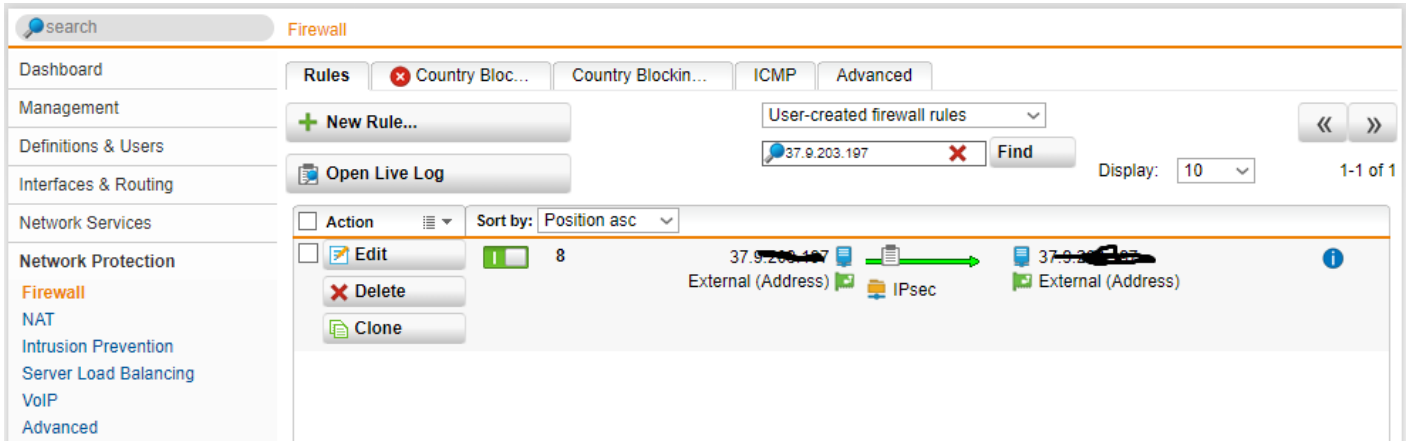 search
Firewall
Dashboard
Management
Definitions & Users
Interfaces & Routing
Network Services
Network Protection
Firewall
NAT
Intrusion Prevention
Server Load Balancing
VoIP
Advanced
Rules Country Bloc... Country Blockin... ICMP Advanced
New Rule... User-created firewall rules « »
37.9.203.197 Find
Open Live Log Display: 10 1-1 of 1
Action Sort by: Position asc
Edit 8
External (Address) IPsec External (Address)
Delete
Clone